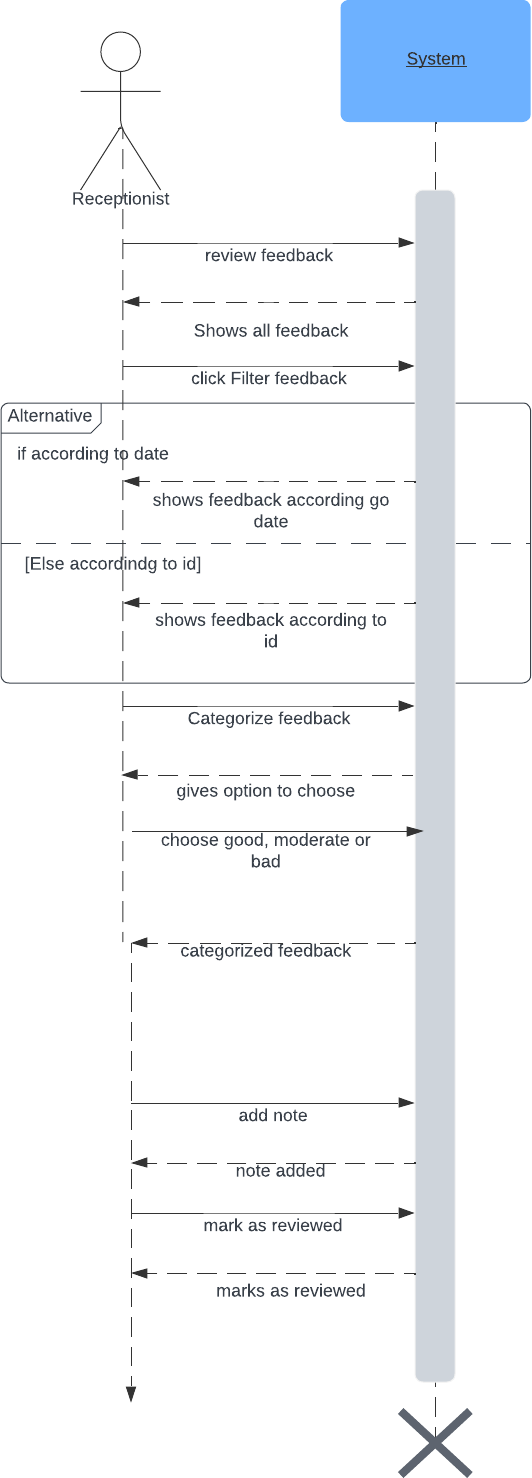 System
Receptionist
review feedback
Shows all feedback
click Filter feedback
Alternative
if according to date
shows feedback according go
date
[Else accordindg to id]
shows feedback according to
id
Categorize feedback
gives option to choose
choose good, moderate or
bad
categorized feedback
add note
note added
mark as reviewed
marks as reviewed